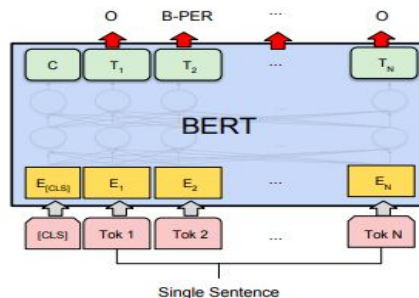 O B-PER ... O
C T1 T2 ... TN
BERT
E[CLS] E1 E2 ... EN
[CLS] Tok 1 Tok 2 ... Tok N
Single Sentence